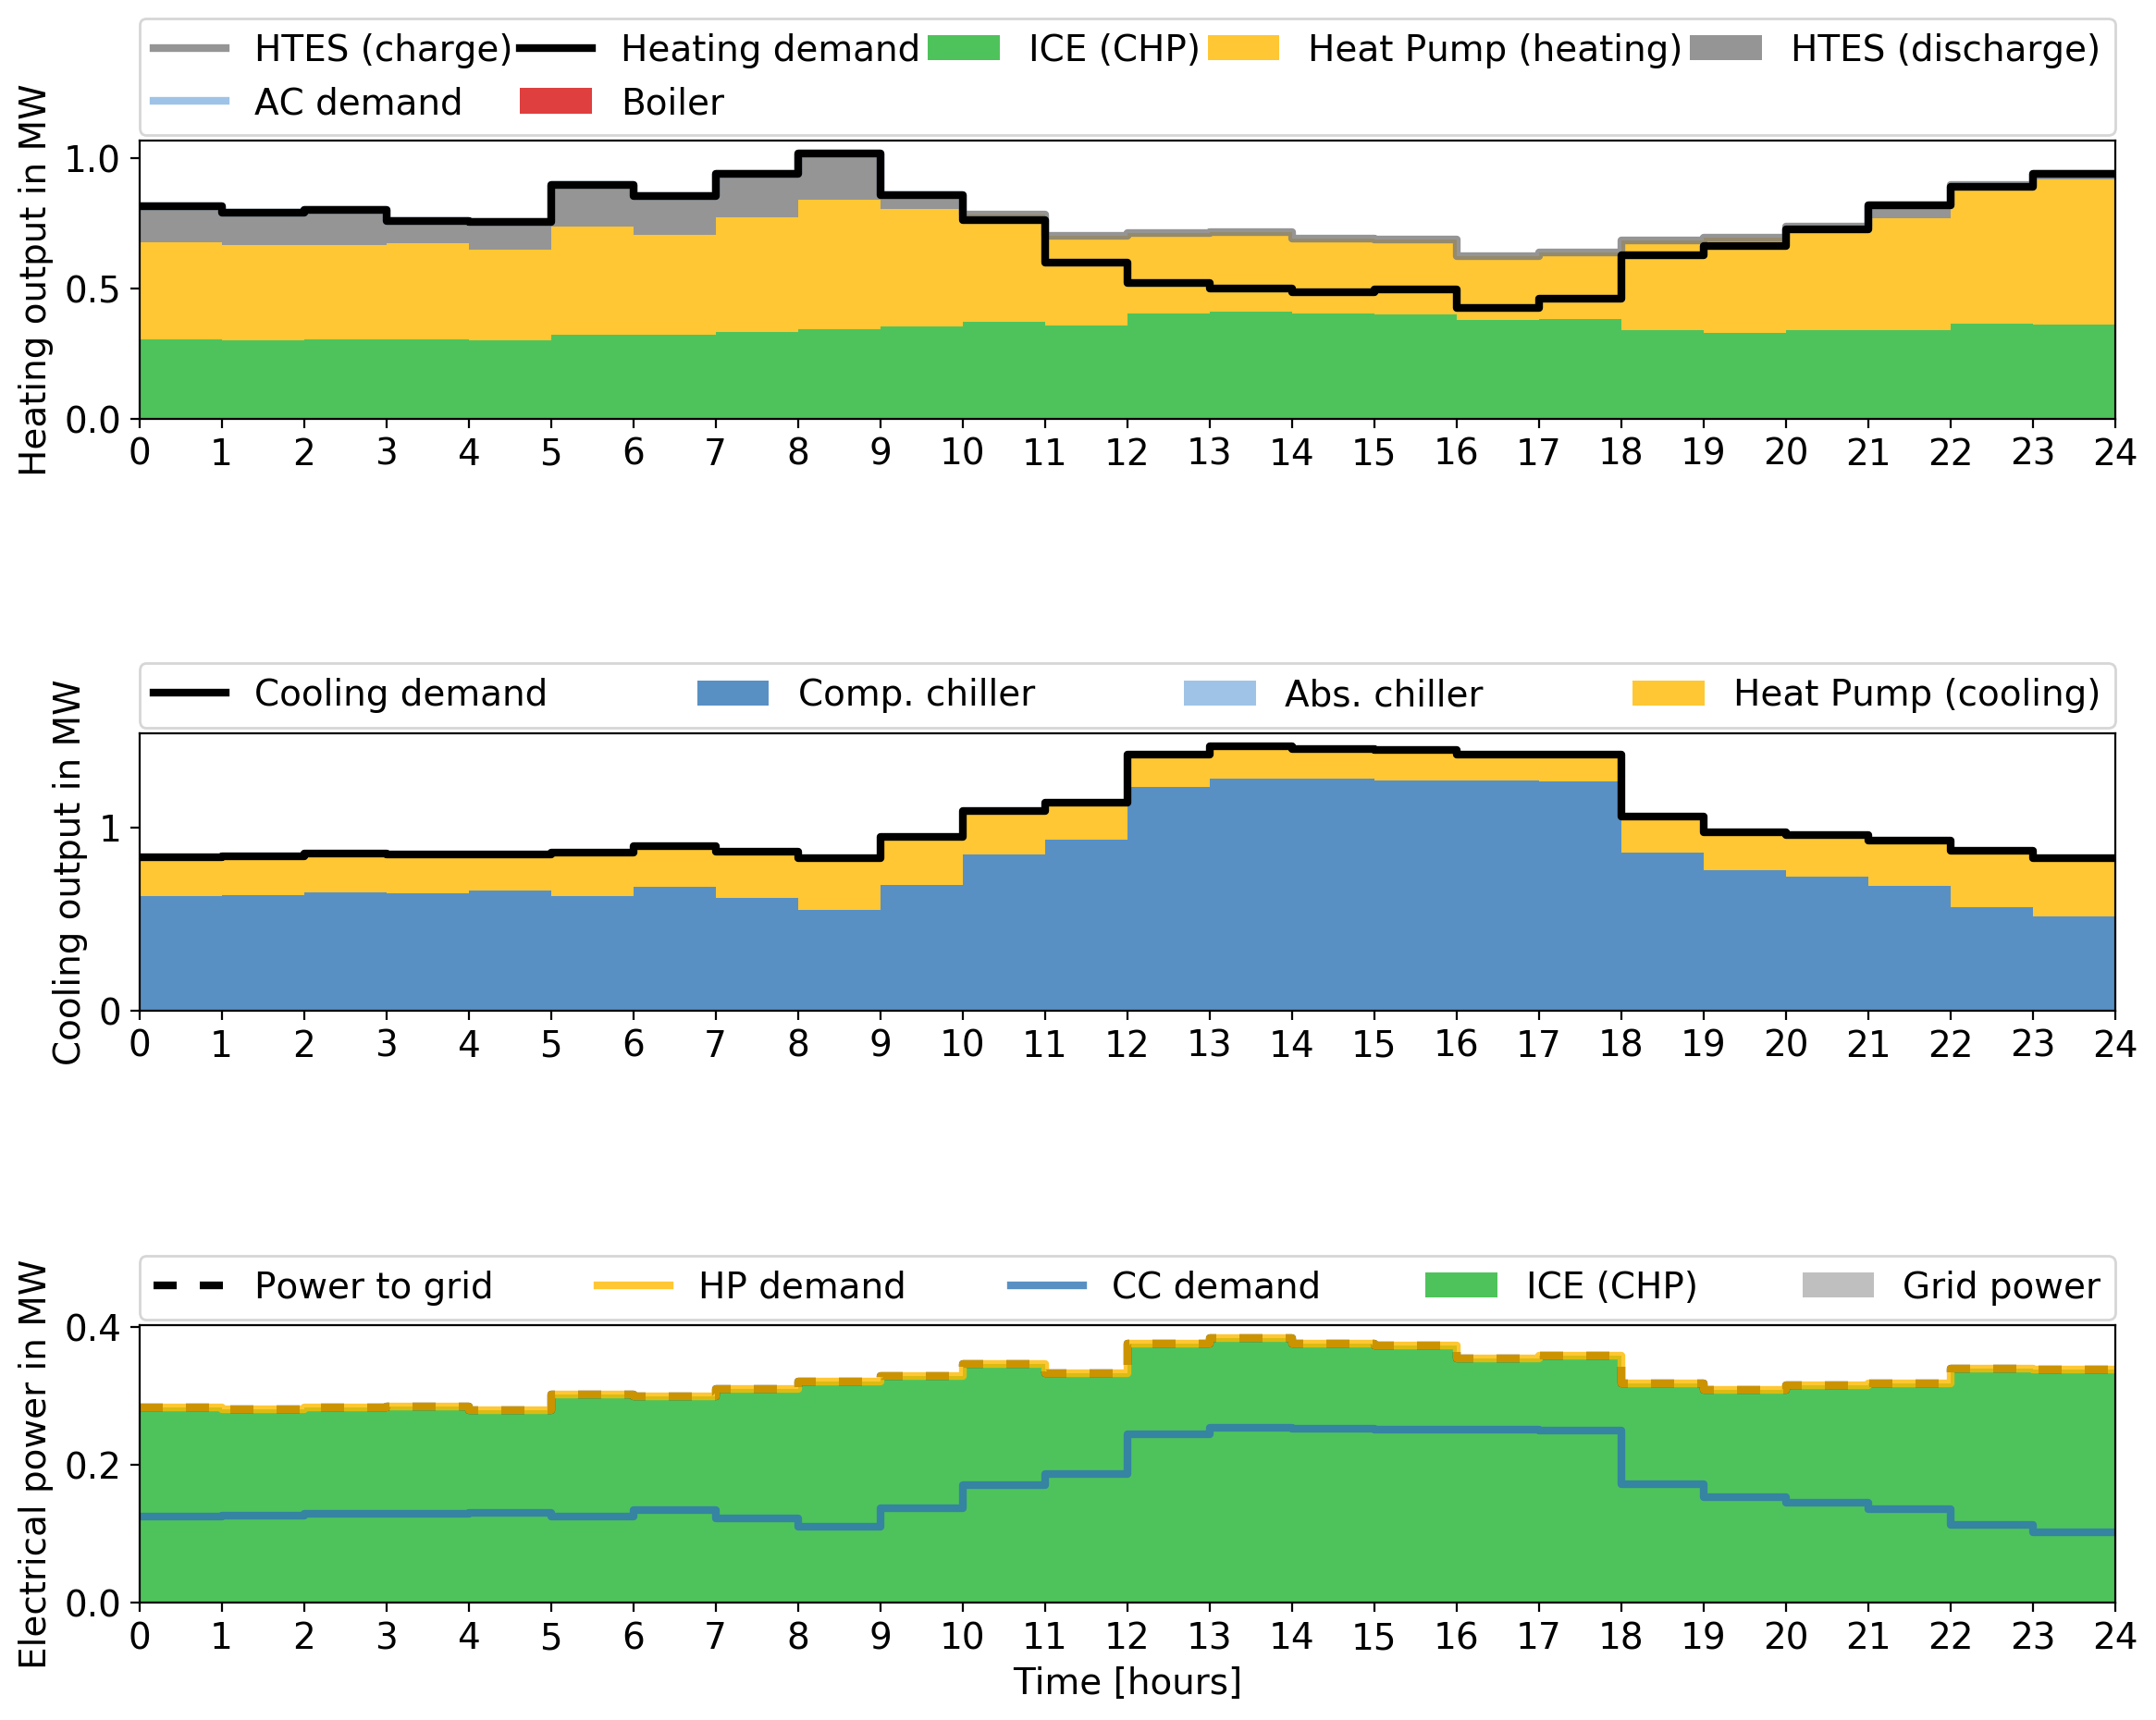 HTES (charge) Heating demand ICE (CHP) Heat Pump (heating) HTES (discharge)
AC demand Boiler
Heating output in MW
1.0
0.5
0.0
0 1 2 3 4 5 6 7 8 9 10 11 12 13 14 15 16 17 18 19 20 21 22 23 24
Cooling demand Comp. chiller Abs. chiller Heat Pump (cooling)
Cooling output in MW
1
0
0 1 2 3 4 5 6 7 8 9 10 11 12 13 14 15 16 17 18 19 20 21 22 23 24
Power to grid HP demand CC demand ICE (CHP) Grid power
Electrical power in MW
0.4
0.2
0.0
0 1 2 3 4 5 6 7 8 9 10 11 12 13 14 15 16 17 18 19 20 21 22 23 24
Time [hours]